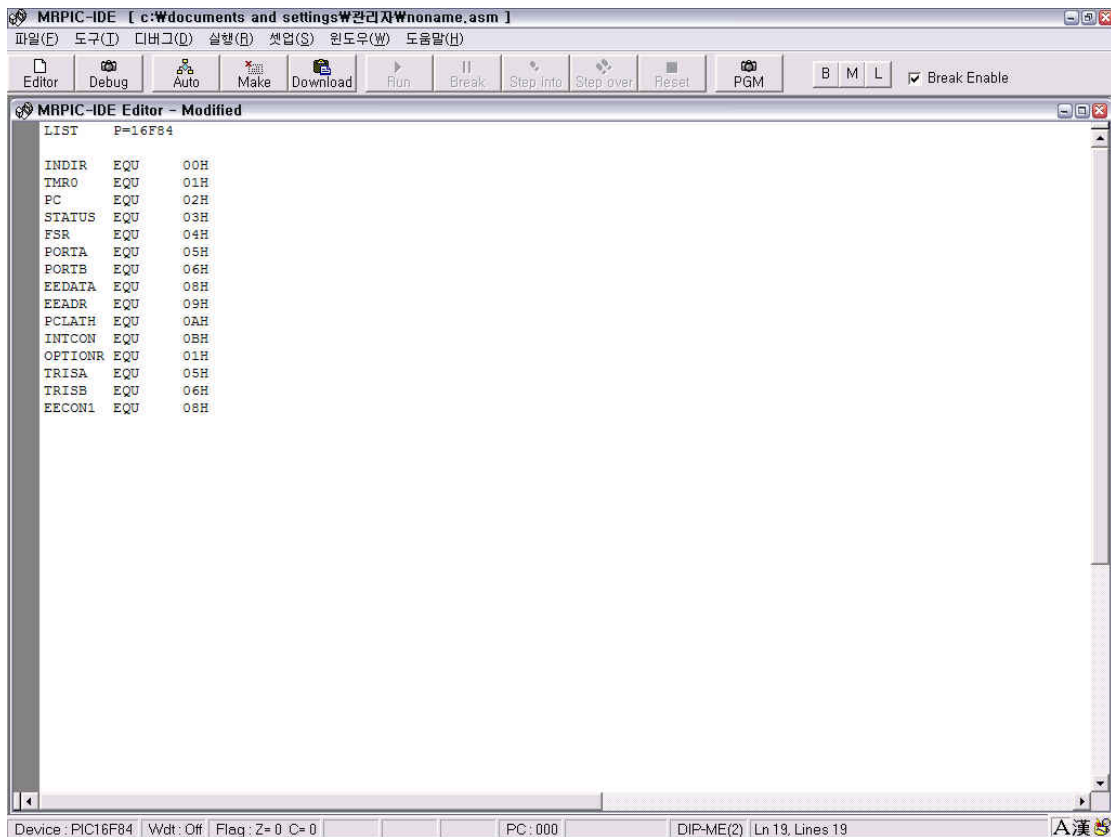 MRPIC-IDE [ c:₩documents and settings₩관리자₩noname.asm ]
파일(F) 도구(T) 디버그(D) 실행(R) 셋업(S) 윈도우(W) 도움말(H)
Editor Debug Auto Make Download Run Break Step into Step over Reset PGM B M L Break Enable
MRPIC-IDE Editor - Modified
LIST P=16F84
INDIR EQU 00H
TMR0 EQU 01H
PC EQU 02H
STATUS EQU 03H
FSR EQU 04H
PORTA EQU 05H
PORTB EQU 06H
EEDATA EQU 08H
EEADR EQU 09H
PCLATH EQU 0AH
INTCON EQU 0BH
OPTIONR EQU 01H
TRISA EQU 05H
TRISB EQU 06H
EECON1 EQU 08H
Device : PIC16F84 Wdt : Off Flag : Z= 0 C= 0 PC : 000 DIP-ME(2) Ln 19, Lines 19 A漢